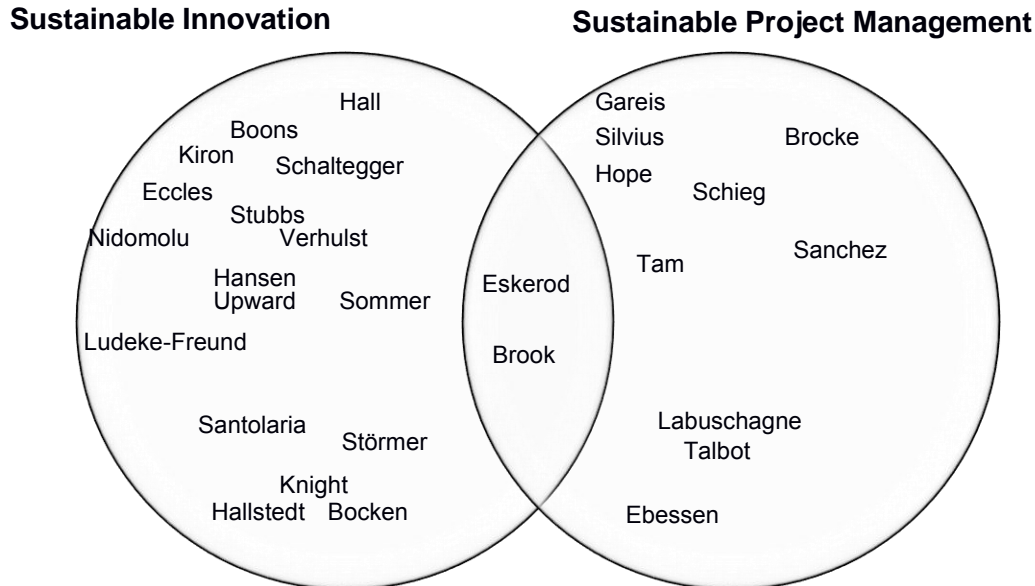 Sustainable Innovation
Sustainable Project Management
Hall
Boons
Kiron
Schaltegger
Eccles
Stubbs
Nidomolu
Verhulst
Hansen
Upward
Sommer
Ludeke-Freund
Santolaria
Störmer
Knight
Hallstedt
Bocken
Eskerod
Brook
Gareis
Silvius
Brocke
Hope
Schieg
Sanchez
Tam
Labuschagne
Talbot
Ebessen